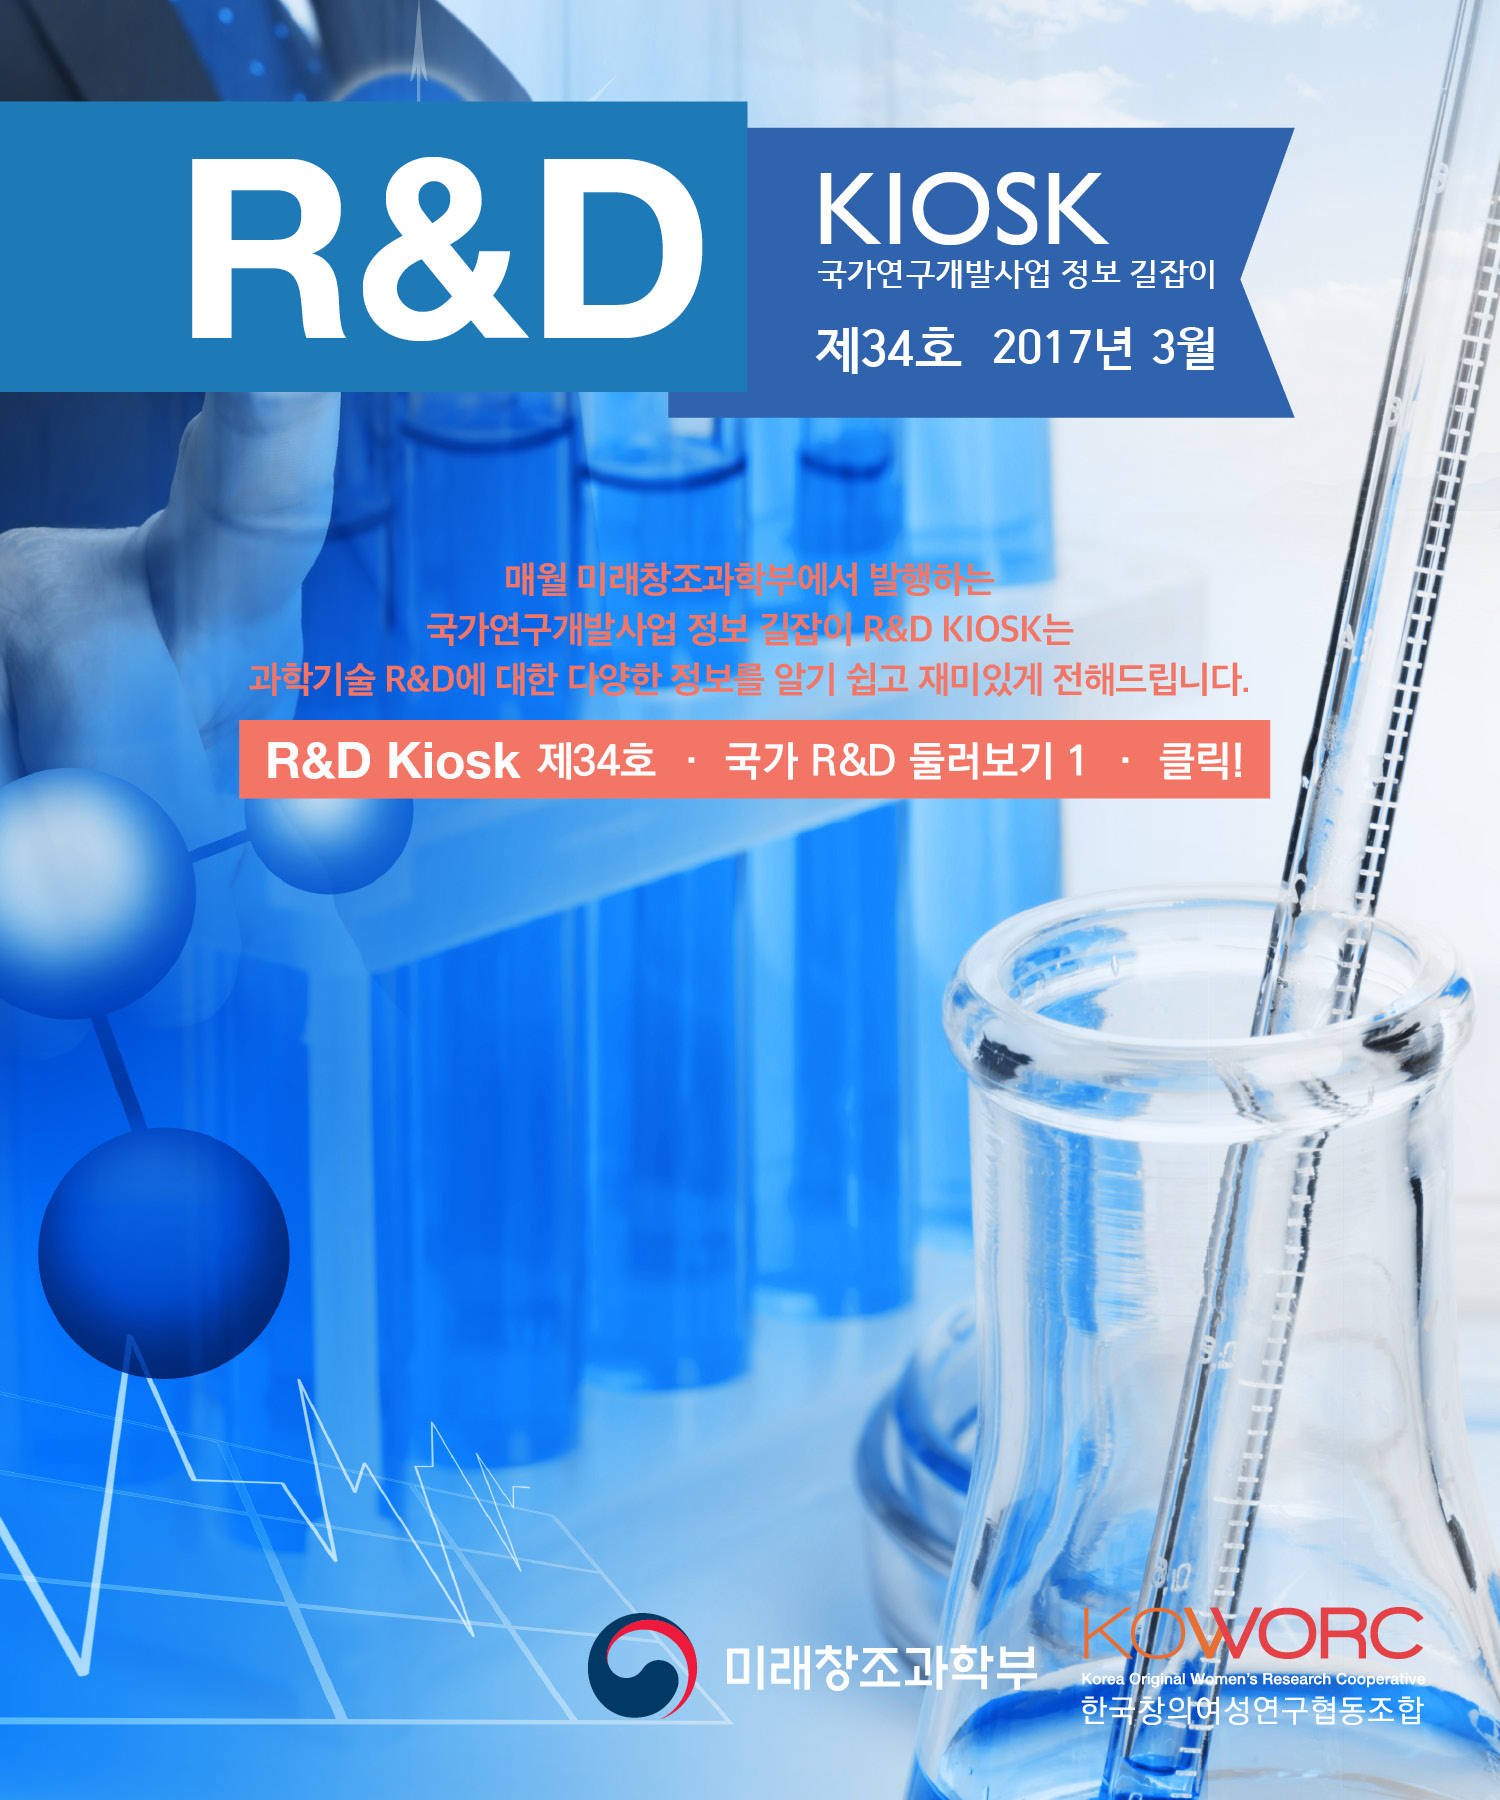 R&D
KIOSK
국가연구개발사업 정보 길잡이
제34호 2017년 3월
매월 미래창조과학부에서 발행하는
국가연구개발사업 정보 길잡이 R&D KIOSK는
과학기술 R&D에 대한 다양한 정보를 알기 쉽고 재미있게 전해드립니다.
R&D Kiosk 제34호 · 국가 R&D 둘러보기 1 · 클릭!
미래창조과학부
KOWORC
Korea Original Women's Research Cooperative
한국창의여성연구협동조합